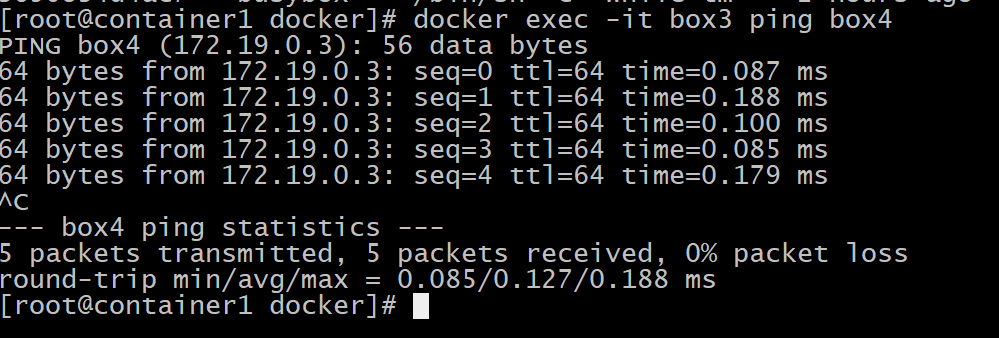 [root@container1 docker]# docker exec -it box3 ping box4
PING box4 (172.19.0.3): 56 data bytes
64 bytes from 172.19.0.3: seq=0 ttl=64 time=0.087 ms
64 bytes from 172.19.0.3: seq=1 ttl=64 time=0.188 ms
64 bytes from 172.19.0.3: seq=2 ttl=64 time=0.100 ms
64 bytes from 172.19.0.3: seq=3 ttl=64 time=0.085 ms
64 bytes from 172.19.0.3: seq=4 ttl=64 time=0.179 ms
^C
--- box4 ping statistics ---
5 packets transmitted, 5 packets received, 0% packet loss
round-trip min/avg/max = 0.085/0.127/0.188 ms
[root@container1 docker]#